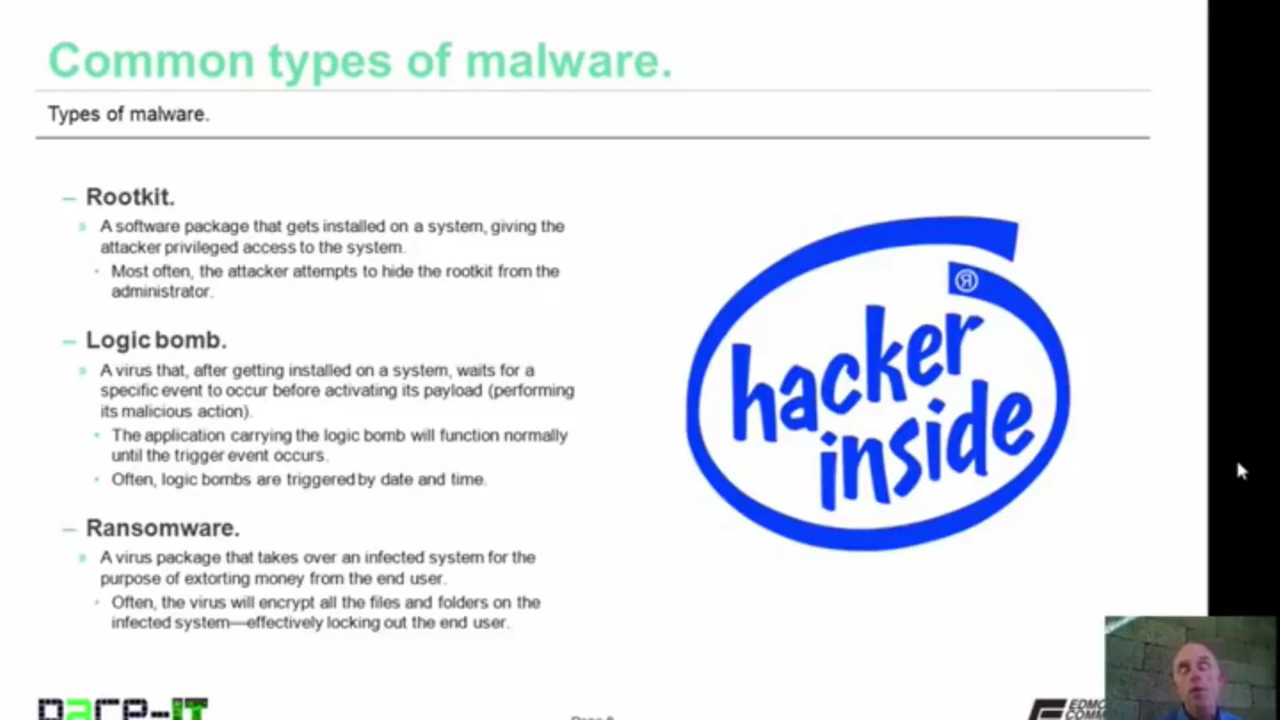 Common types of malware.
Types of malware.
– Rootkit.
» A software package that gets installed on a system, giving the
attacker privileged access to the system.
• Most often, the attacker attempts to hide the rootkit from the
administrator.
– Logic bomb.
» A virus that, after getting installed on a system, waits for a
specific event to occur before activating its payload (performing
its malicious action).
• The application carrying the logic bomb will function normally
until the trigger event occurs.
• Often, logic bombs are triggered by date and time.
– Ransomware.
» A virus package that takes over an infected system for the
purpose of extorting money from the end user.
• Often, the virus will encrypt all the files and folders on the
infected system—effectively locking out the end user.
®
hacker
inside
pace-IT